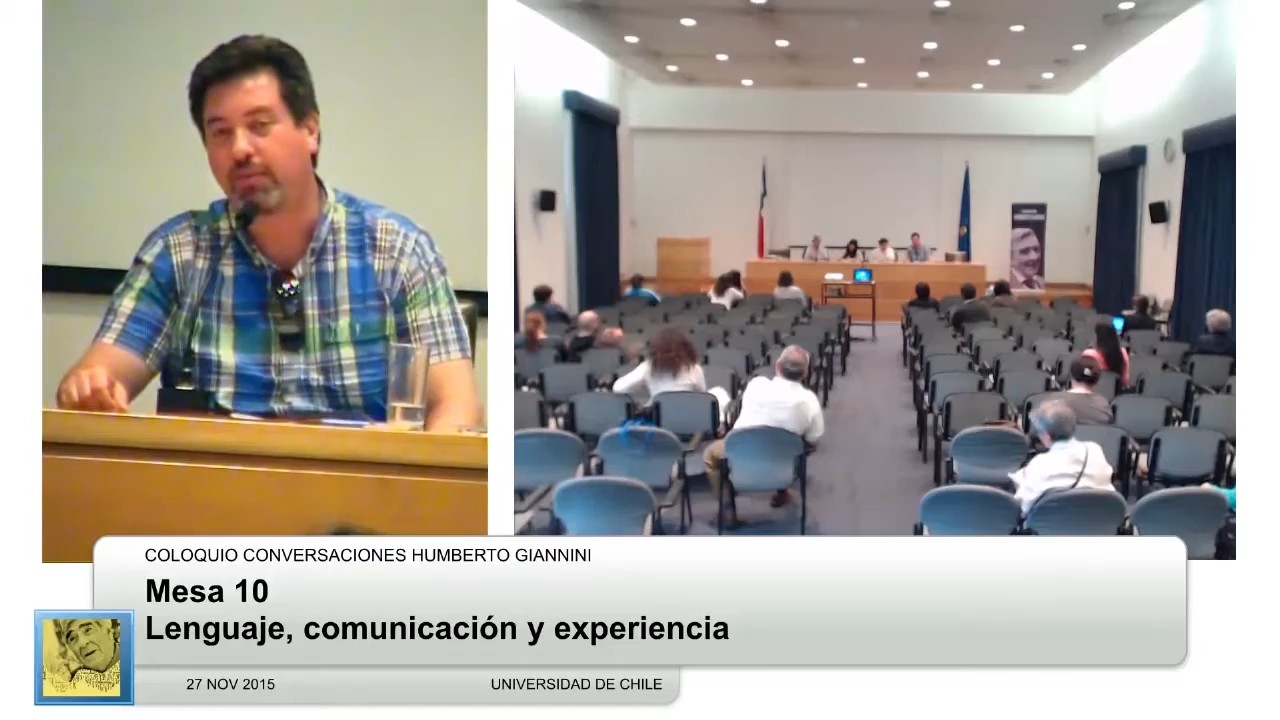 COLOQUIO CONVERSACIONES HUMBERTO GIANNINI
Mesa 10
Lenguaje, comunicación y experiencia
27 NOV 2015
UNIVERSIDAD DE CHILE